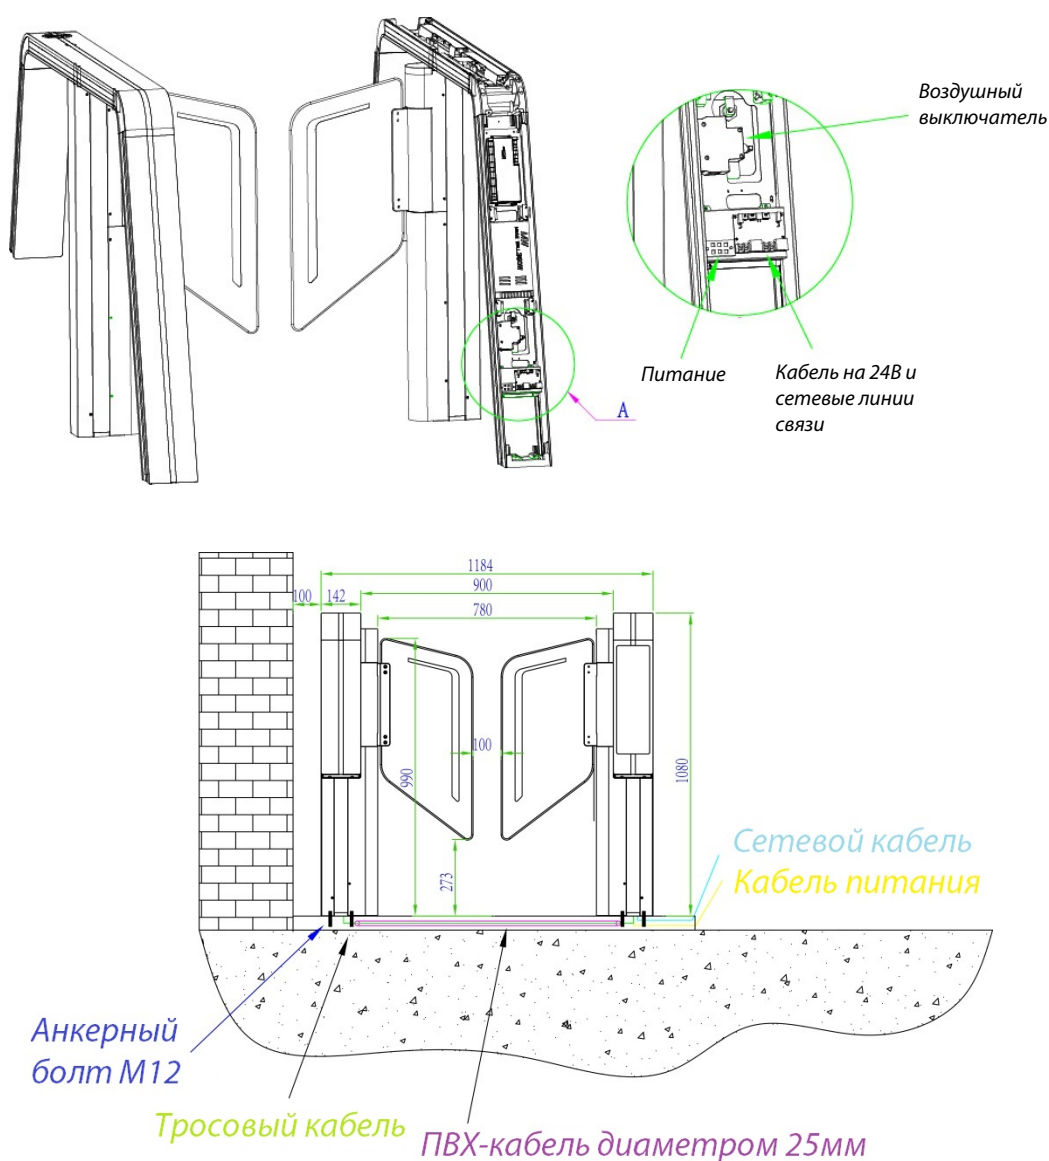 Воздушный
выключатель
Питание
Кабель на 24В и
сетевые линии
связи
A
1184
900
100
142
780
100
990
1080
273
Сетевой кабель
Кабель питания
Анкерный
болт М12
Тросовый кабель
ПВХ-кабель диаметром 25мм